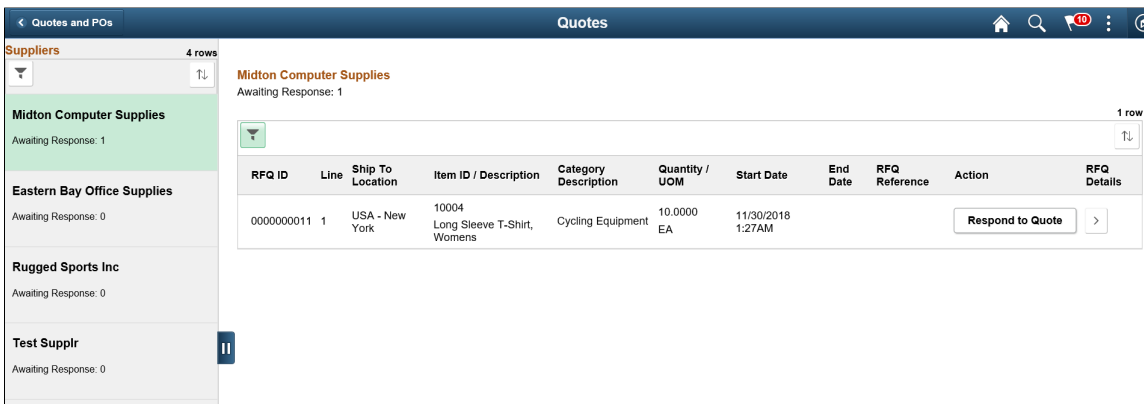 Quotes and POs
Quotes
10
Suppliers
4 rows
Midton Computer Supplies
Awaiting Response: 1
Eastern Bay Office Supplies
Awaiting Response: 0
Rugged Sports Inc
Awaiting Response: 0
Test Supplr
Awaiting Response: 0
Midton Computer Supplies
Awaiting Response: 1
1 row
RFQ ID Line Ship To Location Item ID / Description Category Description Quantity / UOM Start Date End Date RFQ Reference Action RFQ Details
0000000011 1 USA - New York 10004 Long Sleeve T-Shirt, Womens Cycling Equipment 10.0000 EA 11/30/2018 1:27AM Respond to Quote